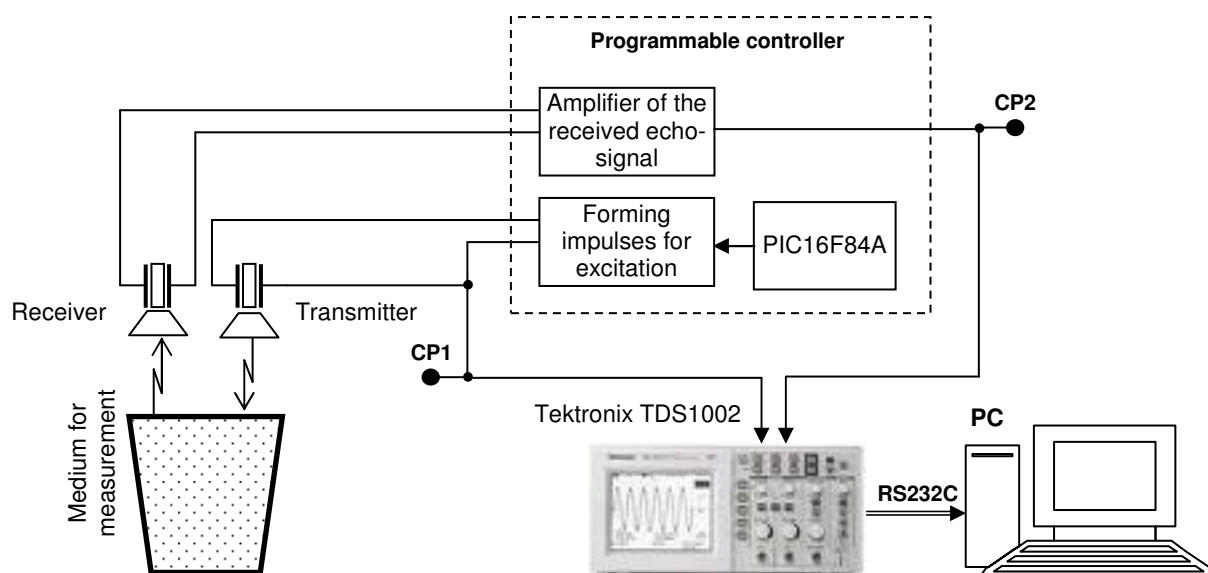 Programmable controller
Amplifier of the
received echo-
signal
CP2
Forming
impulses for
excitation
PIC16F84A
Receiver
Transmitter
CP1
Medium for
measurement
Tektronix TDS1002
PC
RS232C